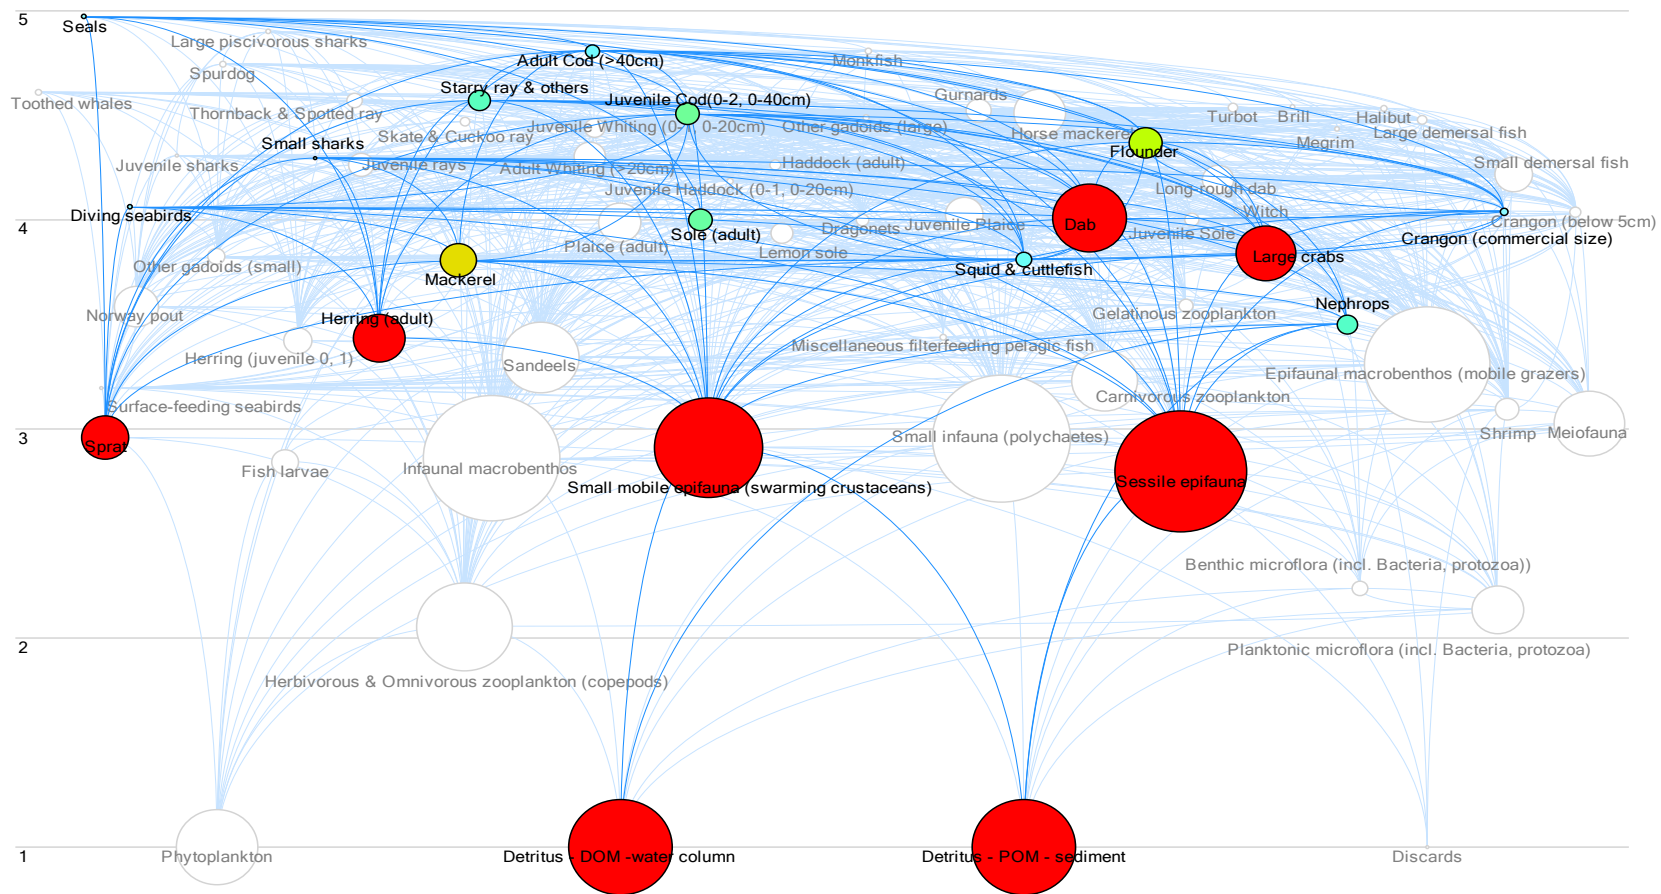 5
Seals
Large piscivorous sharks
Adult Cod (>40cm)
Monkfish
Spurdog
Starry ray & others
Gurnards
Toothed whales
Juvenile Cod(0-2, 0-40cm)
Thornback & Spotted ray
Turbot
Brill
Halibut
Skate & Cuckoo ray
Juvenile Whiting (0-1, 0-20cm)
Other gadoids (large)
Horse mackerel
Large demersal fish
Small sharks
Megrim
Flounder
Juvenile sharks
Juvenile rays
Adult Whiting (>20cm)
Haddock (adult)
Small demersal fish
Juvenile Haddock (0-1, 0-20cm)
Long-rough dab
Diving seabirds
Witch
4
Plaice (adult)
Sole (adult)
Dragonets
Juvenile Plaice
Dab
Juvenile Sole
Crangon (below 5cm)
Crangon (commercial size)
Lemon sole
Other gadoids (small)
Mackerel
Squid & cuttlefish
Large crabs
Norway pout
Herring (adult)
Nephrops
Gelatinous zooplankton
Herring (juvenile 0, 1)
Sandeels
Miscellaneous filterfeeding pelagic fish
Epifaunal macrobenthos (mobile grazers)
Surface-feeding seabirds
Carnivorous zooplankton
3
Sprat
Small infauna (polychaetes)
Shrimp
Meiofauna
Fish larvae
Infaunal macrobenthos
Small mobile epifauna (swarming crustaceans)
Sessile epifauna
Benthic microflora (incl. Bacteria, protozoa))
2
Planktonic microflora (incl. Bacteria, protozoa)
Herbivorous & Omnivorous zooplankton (copepods)
1
Phytoplankton
Detritus - DOM -water column
Detritus - POM - sediment
Discards